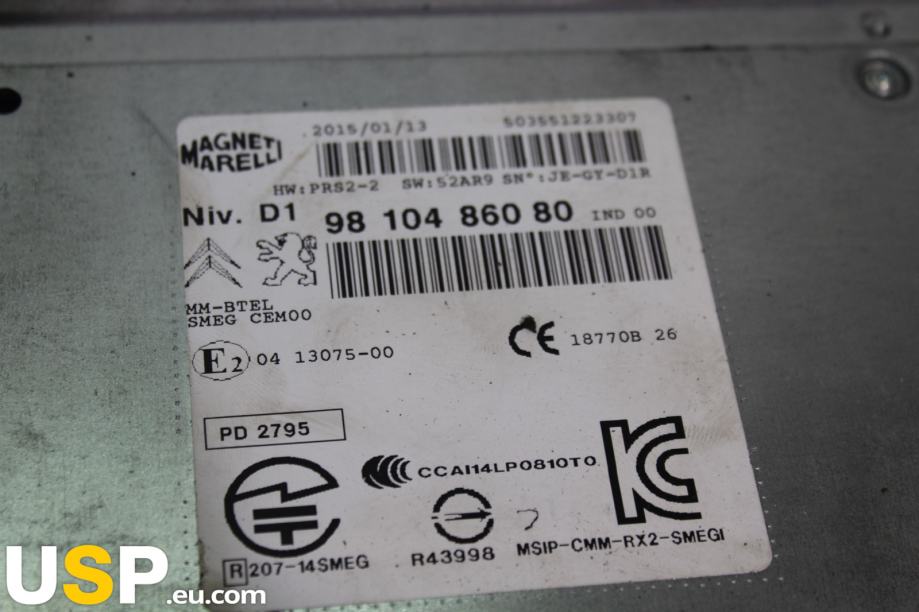 MAGNETI
MARELLI
2015/01/13 503551223307
HW:PRS2-2 SW:52AR9 SN°:JE-GY-D1R
Niv. D1 98 104 860 80 IND 00
MM-BTEL
SMEG CEM00
E2 04 13075-00
CE 18770B 26
PD 2795
CCAI14LP0810T0
R 207-14SMEG
R43998
MSIP-CMM-RX2-SMEGI
USP.eu.com